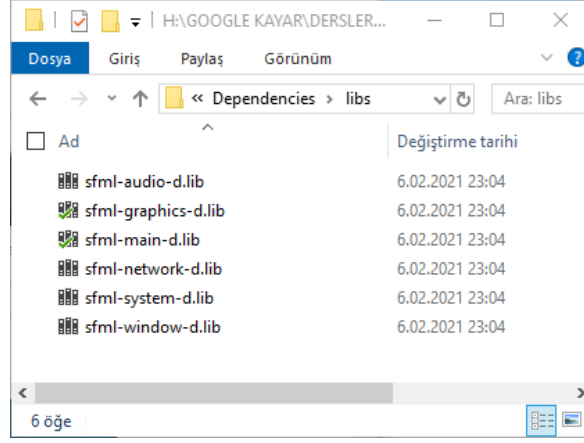 H:\GOOGLE KAYAR\DERSLER...
Dosya Giriş Paylaş Görünüm ?
« Dependencies > libs Ara: libs
Ad Değiştirme tarihi
sfml-audio-d.lib 6.02.2021 23:04
sfml-graphics-d.lib 6.02.2021 23:04
sfml-main-d.lib 6.02.2021 23:04
sfml-network-d.lib 6.02.2021 23:04
sfml-system-d.lib 6.02.2021 23:04
sfml-window-d.lib 6.02.2021 23:04
6 öğe